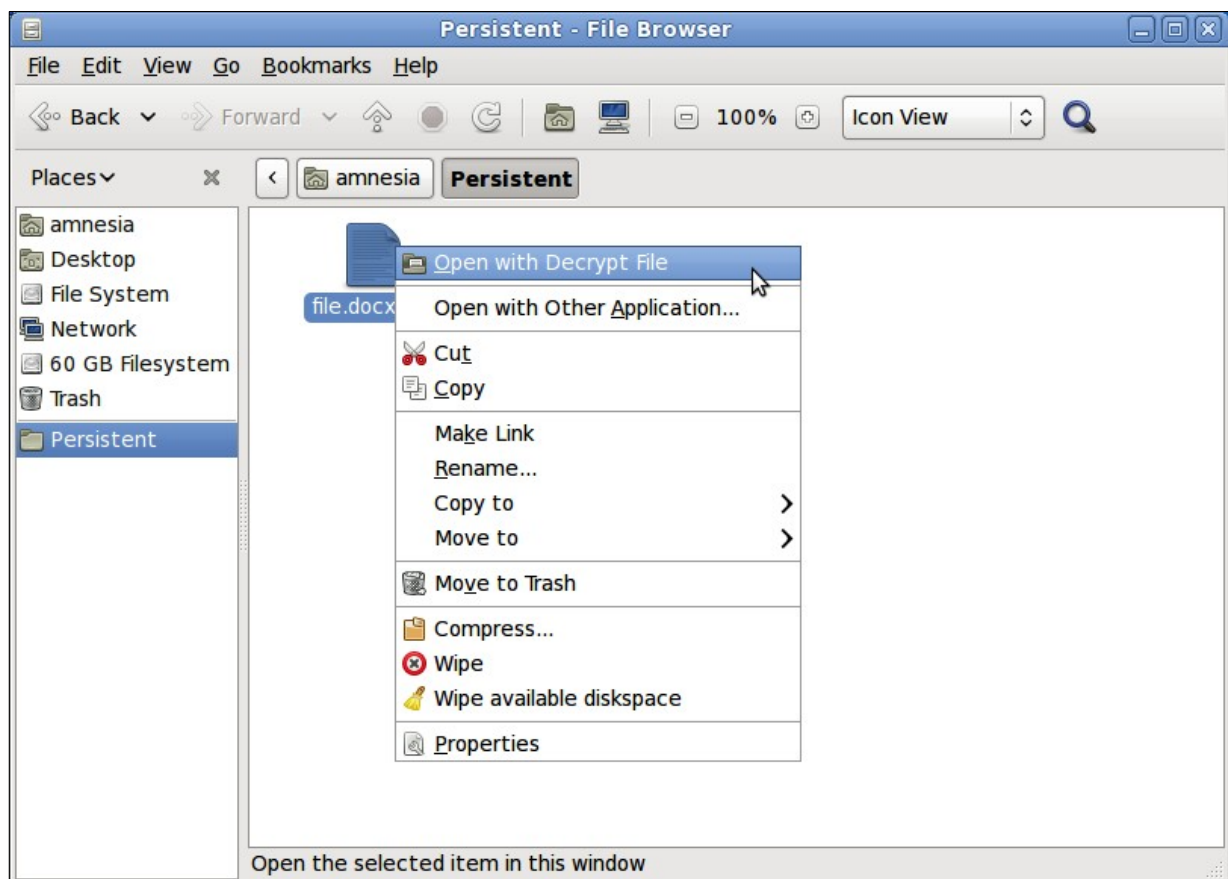 Persistent - File Browser
File Edit View Go Bookmarks Help
Back Forward 100% Icon View
Places amnesia Persistent
amnesia
Desktop
File System
Network
60 GB Filesystem
Trash
Persistent
file.docx
Open with Decrypt File
Open with Other Application...
Cut
Copy
Make Link
Rename...
Copy to
Move to
Move to Trash
Compress...
Wipe
Wipe available diskspace
Properties
Open the selected item in this window